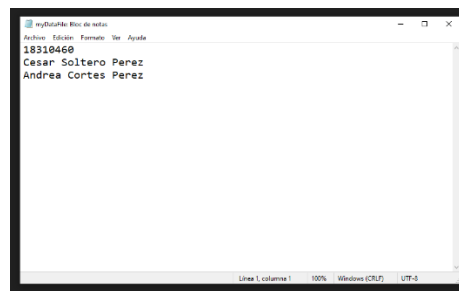 myDataFile: Bloc de notas
Archivo Edición Formato Ver Ayuda
18310460
Cesar Soltero Perez
Andrea Cortes Perez
Línea 1, columna 1 100% Windows (CRLF) UTF-8